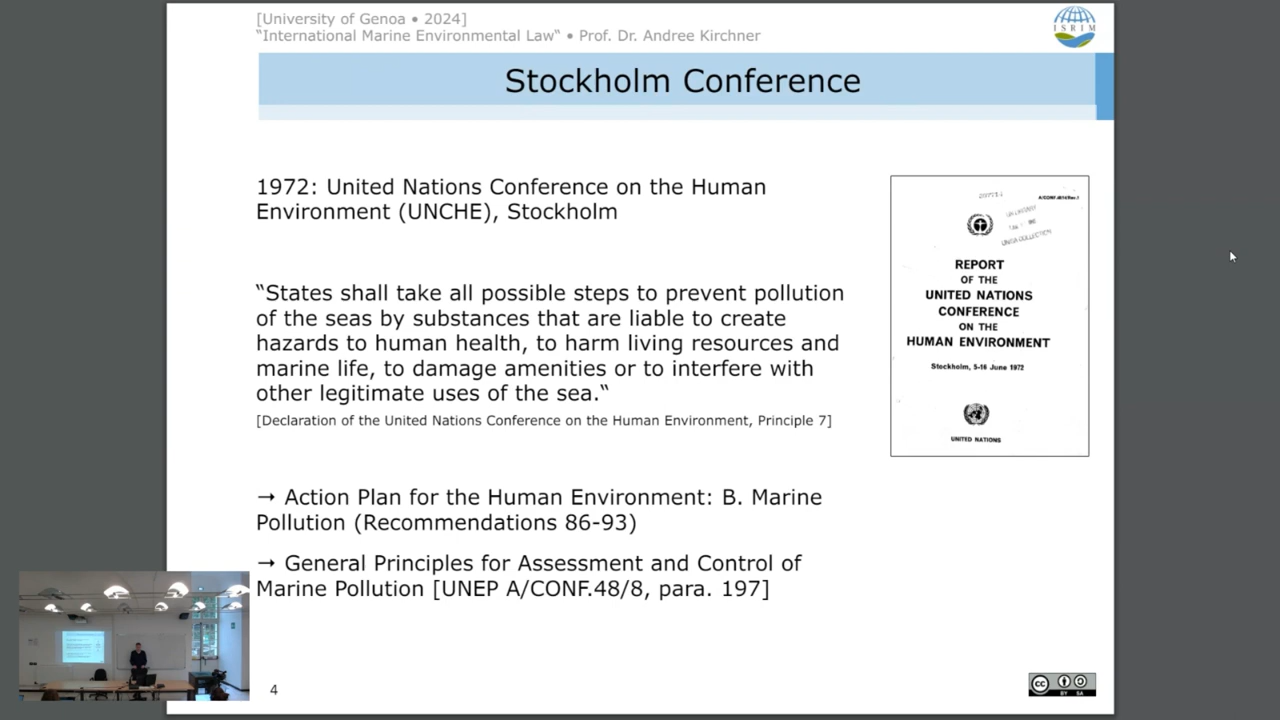 [University of Genoa • 2024]
"International Marine Environmental Law“ • Prof. Dr. Andree Kirchner
ISRIM
Stockholm Conference
1972: United Nations Conference on the Human
Environment (UNCHE), Stockholm
“States shall take all possible steps to prevent pollution
of the seas by substances that are liable to create
hazards to human health, to harm living resources and
marine life, to damage amenities or to interfere with
other legitimate uses of the sea.“
[Declaration of the United Nations Conference on the Human Environment, Principle 7]
→ Action Plan for the Human Environment: B. Marine
Pollution (Recommendations 86-93)
→ General Principles for Assessment and Control of
Marine Pollution [UNEP A/CONF.48/8, para. 197]
REPORT
OF THE
UNITED NATIONS
CONFERENCE
ON THE
HUMAN ENVIRONMENT
Stockholm, 5-16 June 1972
UNITED NATIONS
4
cc
BY SA